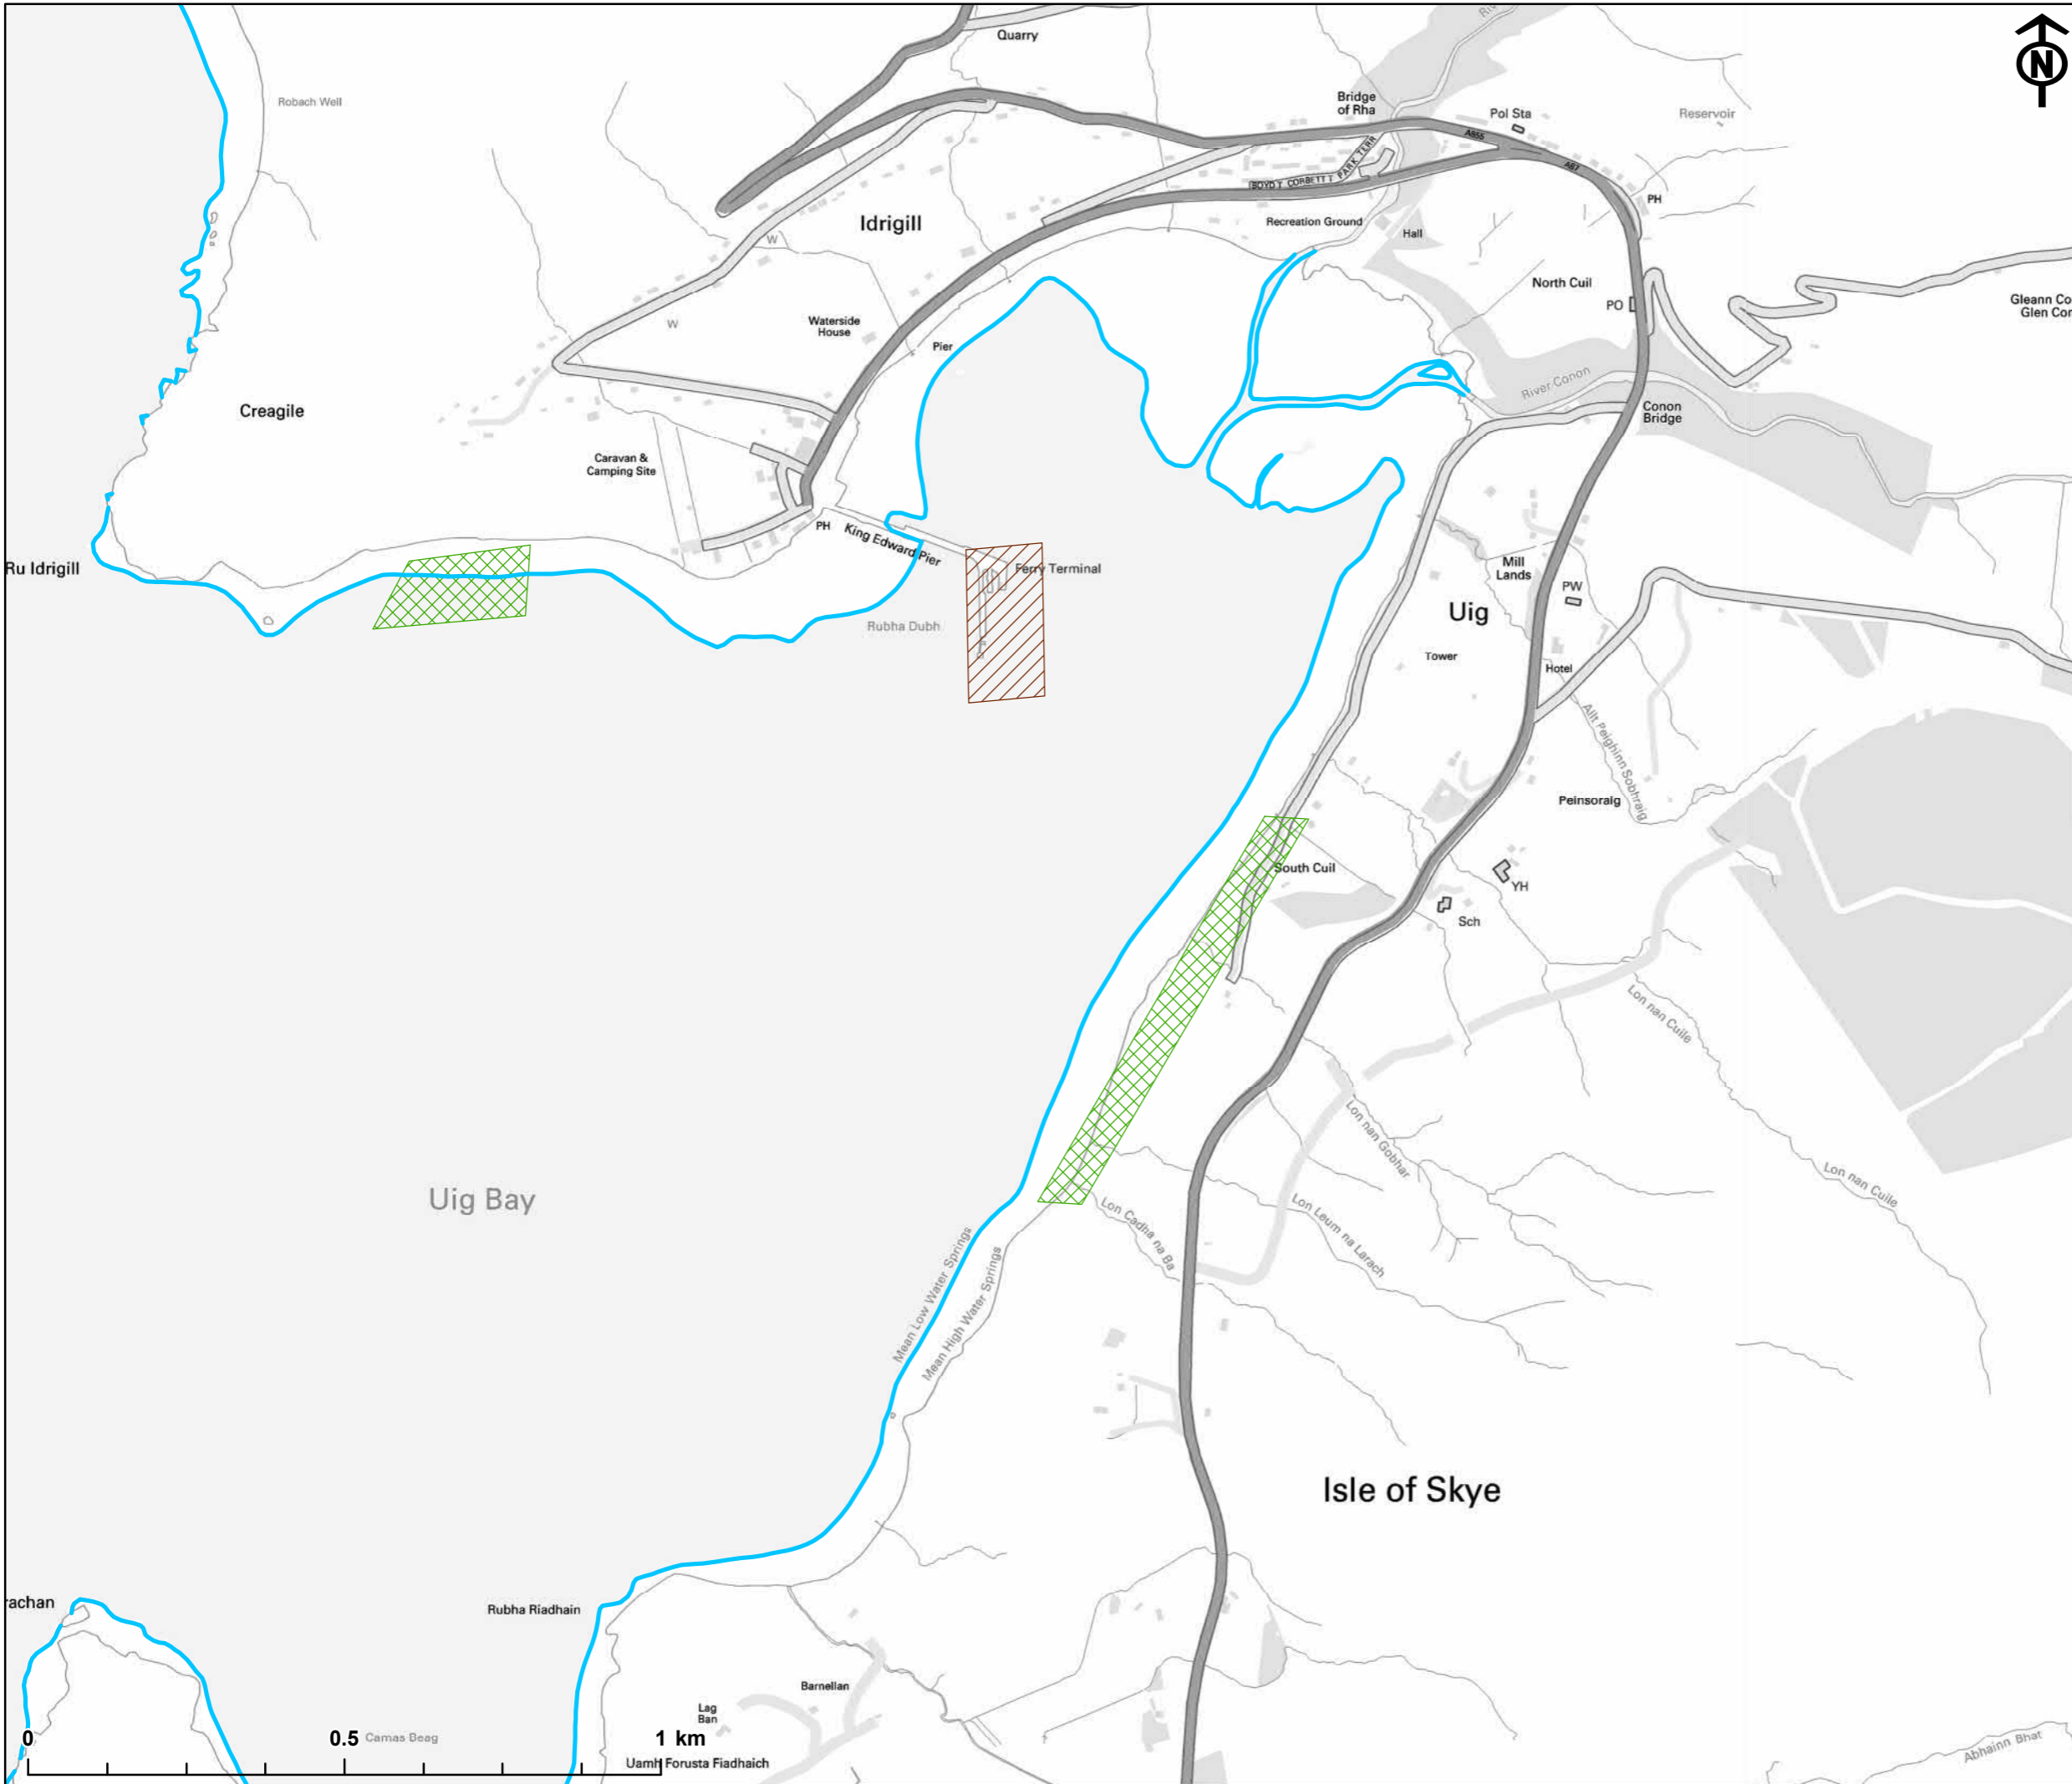 N
Quarry
Robach Well
Bridge
of Rha
Pol Sta
Reservoir
A855
A87
PARK TERR
BOYD T
CORBETT T
PH
Idrigill
Recreation Ground
Hall
W
North Cuil
PO
W
Waterside
House
Pier
River Conon
Conon
Bridge
Creagile
Caravan &
Camping Site
PH
King Edward Pier
Ferry Terminal
Ru Idrigill
Rubha Dubh
Mill
Lands
PW
Uig
Tower
Hotel
Allt Peighinn Sobhraig
Peinsoraig
South Cuil
YH
Sch
Lon nan Cuile
Lon nan Gobhar
Lon nan Cuile
Uig Bay
Lon Cadha na Ba
Lon Leum na Larach
Mean Low Water Springs
Mean High Water Springs
Isle of Skye
rachan
Rubha Riadhain
Barnellan
Lag
Ban
0
0.5
Camas Beag
1 km
Uamh Forusta Fiadhaich
Abhainn Bhat